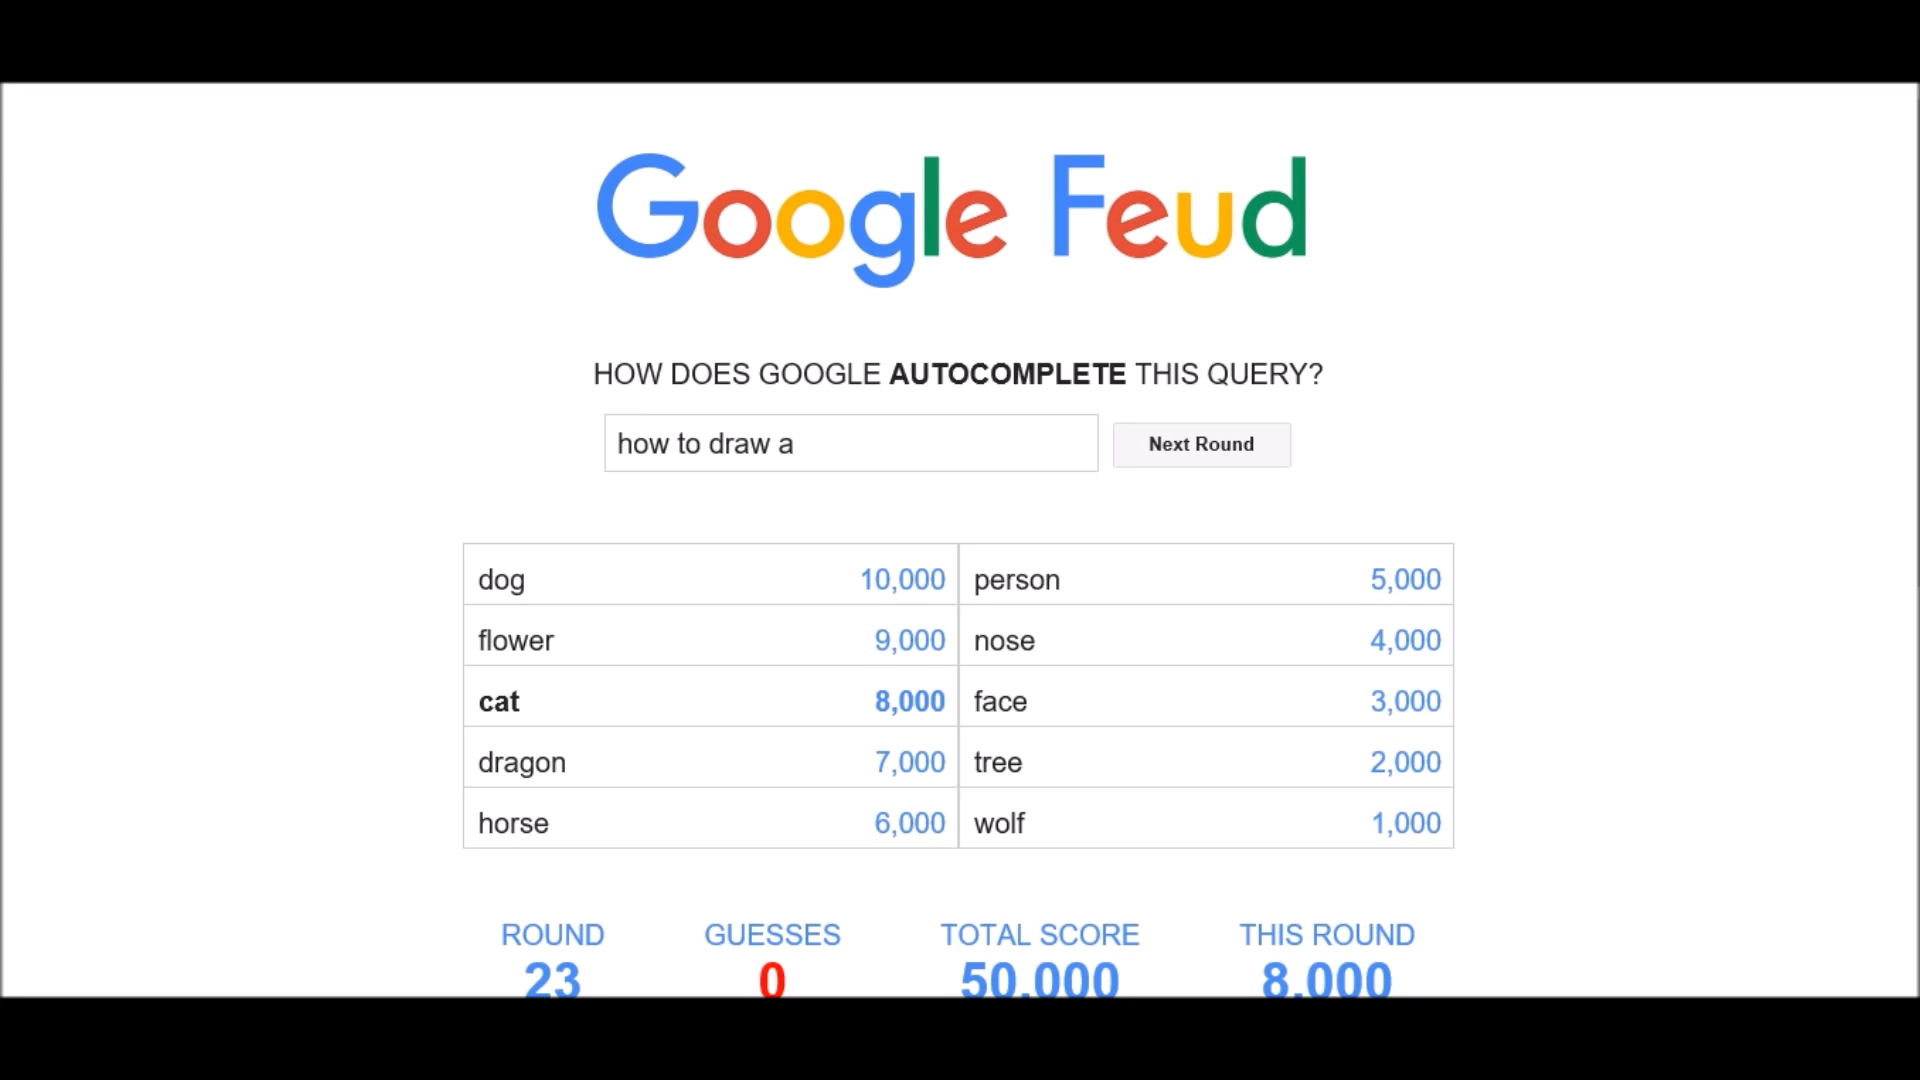 Google Feud
HOW DOES GOOGLE AUTOCOMPLETE THIS QUERY?
how to draw a
Next Round
dog 10,000 person 5,000
flower 9,000 nose 4,000
cat 8,000 face 3,000
dragon 7,000 tree 2,000
horse 6,000 wolf 1,000
ROUND GUESSES TOTAL SCORE THIS ROUND
23 0 50,000 8,000